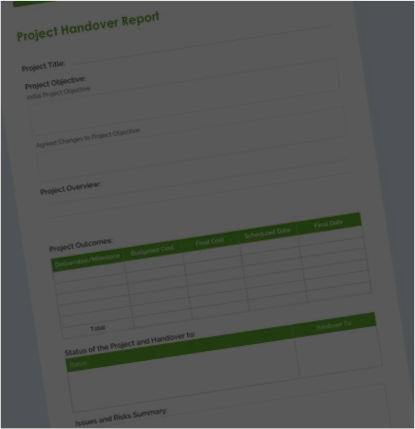 Project Handover Report
Project Title:
Project Objective:
Initial Project Objective
Agreed Changes to Project Objective
Project Overview:
Project Outcomes:
Deliverable/Milestone Budgeted Cost Final Cost Scheduled Date Final Date
Total
Status of the Project and Handover to:
Status Handover To:
Issues and Risks Summary: